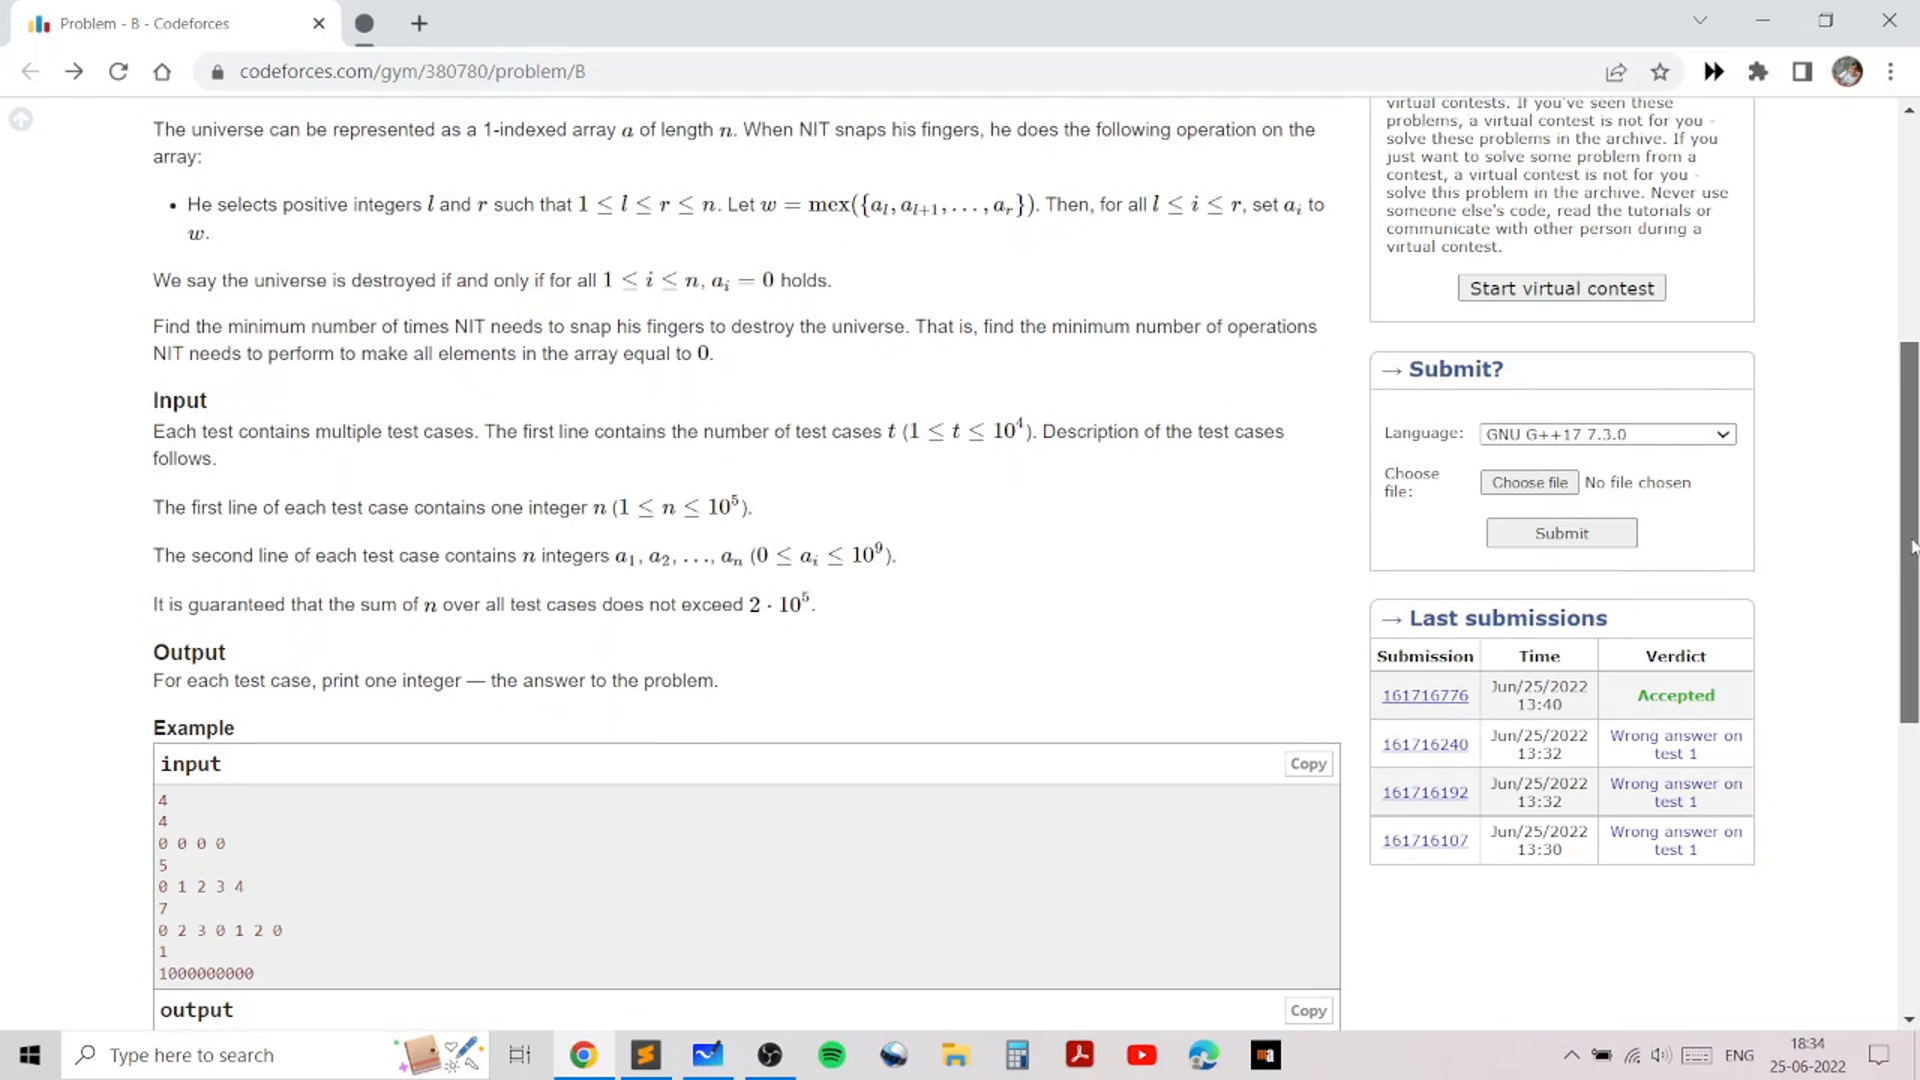 Problem - B - Codeforces
codeforces.com/gym/380780/problem/B
The universe can be represented as a 1-indexed array a of length n. When NIT snaps his fingers, he does the following operation on the
array:
• He selects positive integers l and r such that 1 ≤ l ≤ r ≤ n. Let w = mex({a_l, a_{l+1}, ..., a_r}). Then, for all l ≤ i ≤ r, set a_i to
w.
We say the universe is destroyed if and only if for all 1 ≤ i ≤ n, a_i = 0 holds.
Find the minimum number of times NIT needs to snap his fingers to destroy the universe. That is, find the minimum number of operations
NIT needs to perform to make all elements in the array equal to 0.
Input
Each test contains multiple test cases. The first line contains the number of test cases t (1 ≤ t ≤ 10^4). Description of the test cases
follows.
The first line of each test case contains one integer n (1 ≤ n ≤ 10^5).
The second line of each test case contains n integers a_1, a_2, ..., a_n (0 ≤ a_i ≤ 10^9).
It is guaranteed that the sum of n over all test cases does not exceed 2 · 10^5.
Output
For each test case, print one integer — the answer to the problem.
Example
input
Copy
4
4
0 0 0 0
5
0 1 2 3 4
7
0 2 3 0 1 2 0
1
1000000000
output
Copy
virtual contests. If you've seen these
problems, a virtual contest is not for you -
solve these problems in the archive. If you
just want to solve some problem from a
contest, a virtual contest is not for you -
solve this problem in the archive. Never use
someone else's code, read the tutorials or
communicate with other person during a
virtual contest.
Start virtual contest
→ Submit?
Language: GNU G++17 7.3.0
Choose
file:
Choose file No file chosen
Submit
→ Last submissions
Submission Time Verdict
161716776 Jun/25/2022 13:40 Accepted
161716240 Jun/25/2022 13:32 Wrong answer on test 1
161716192 Jun/25/2022 13:32 Wrong answer on test 1
161716107 Jun/25/2022 13:30 Wrong answer on test 1
Type here to search
ma
ENG
18:34
25-06-2022